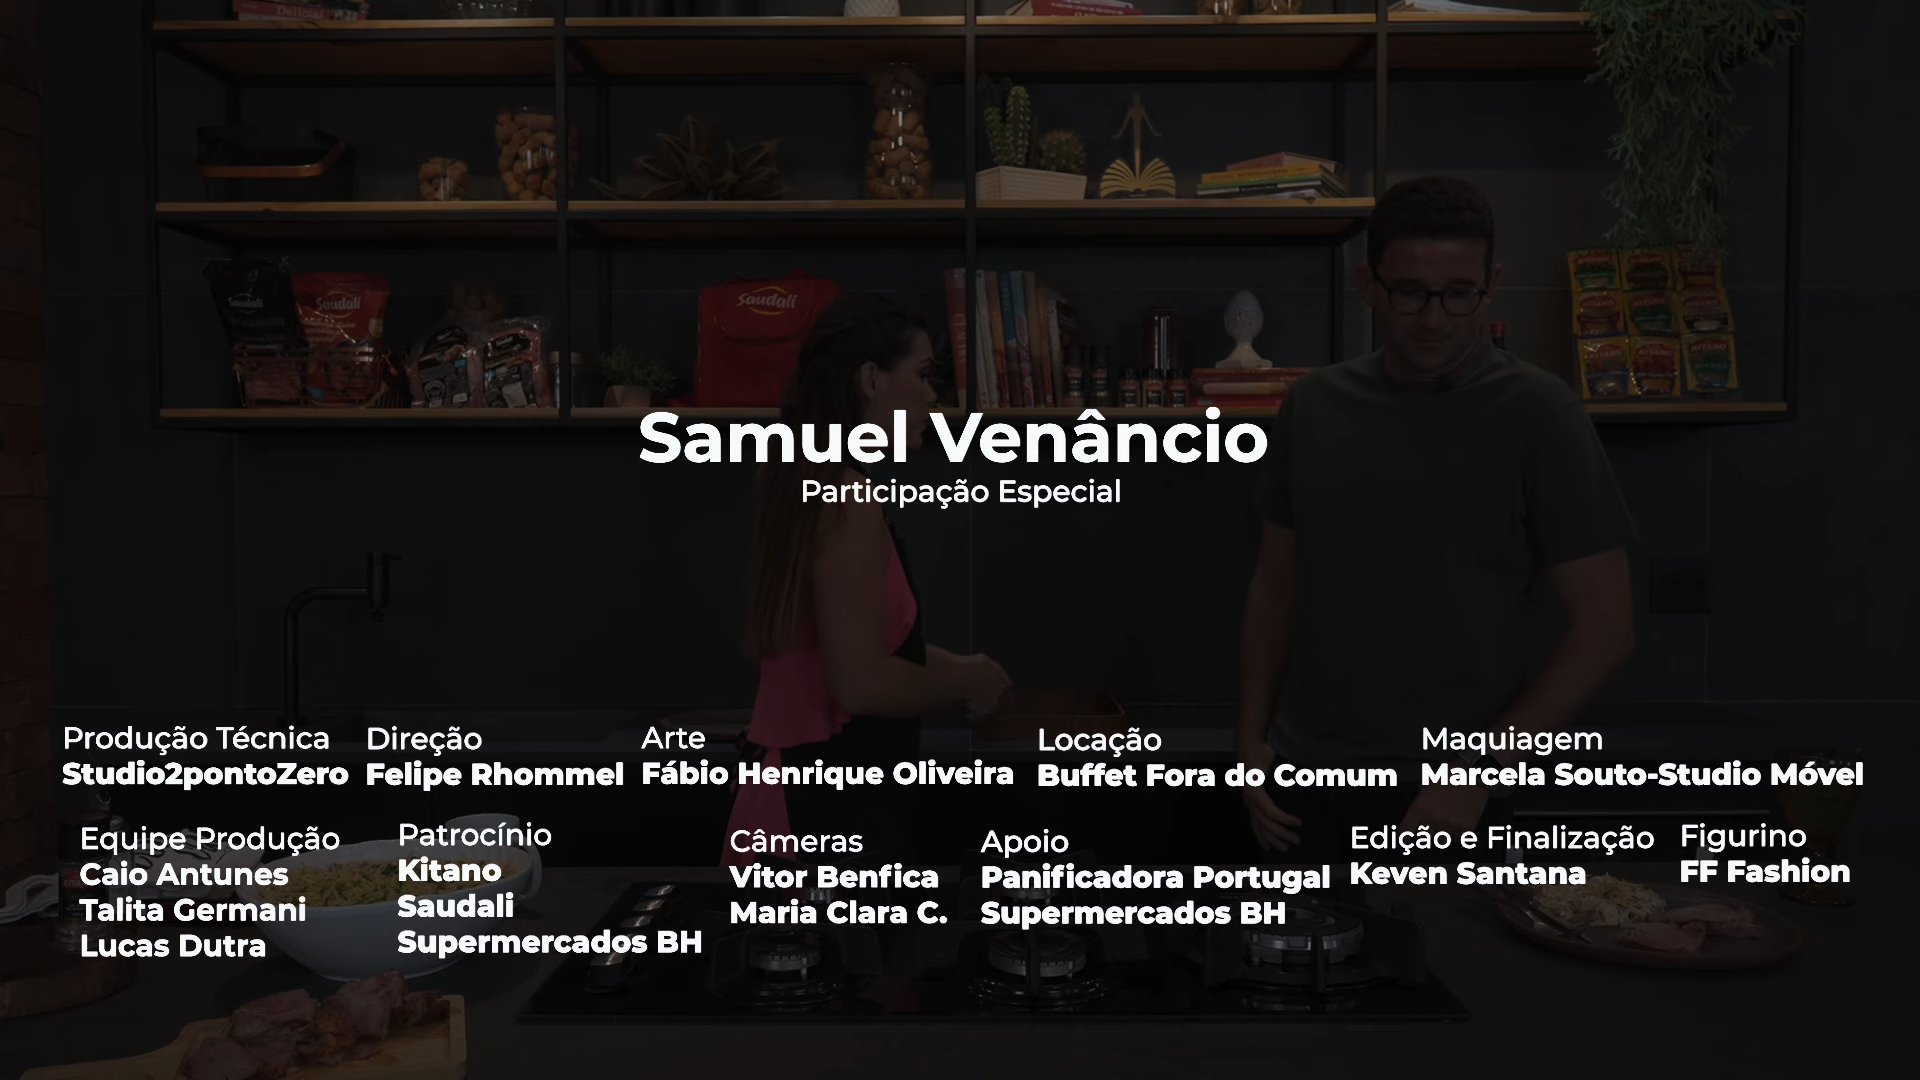 Delicias
Saudali
Saudali
Saudali
KITANO
KITANO
Samuel Venâncio
Participação Especial
Produção Técnica
Studio2pontoZero
Direção
Felipe Rhommel
Arte
Fábio Henrique Oliveira
Locação
Buffet Fora do Comum
Maquiagem
Marcela Souto-Studio Móvel
Equipe Produção
Caio Antunes
Talita Germani
Lucas Dutra
Patrocínio
Kitano
Saudali
Supermercados BH
Câmeras
Vitor Benfica
Maria Clara C.
Apoio
Panificadora Portugal
Supermercados BH
Edição e Finalização
Keven Santana
Figurino
FF Fashion